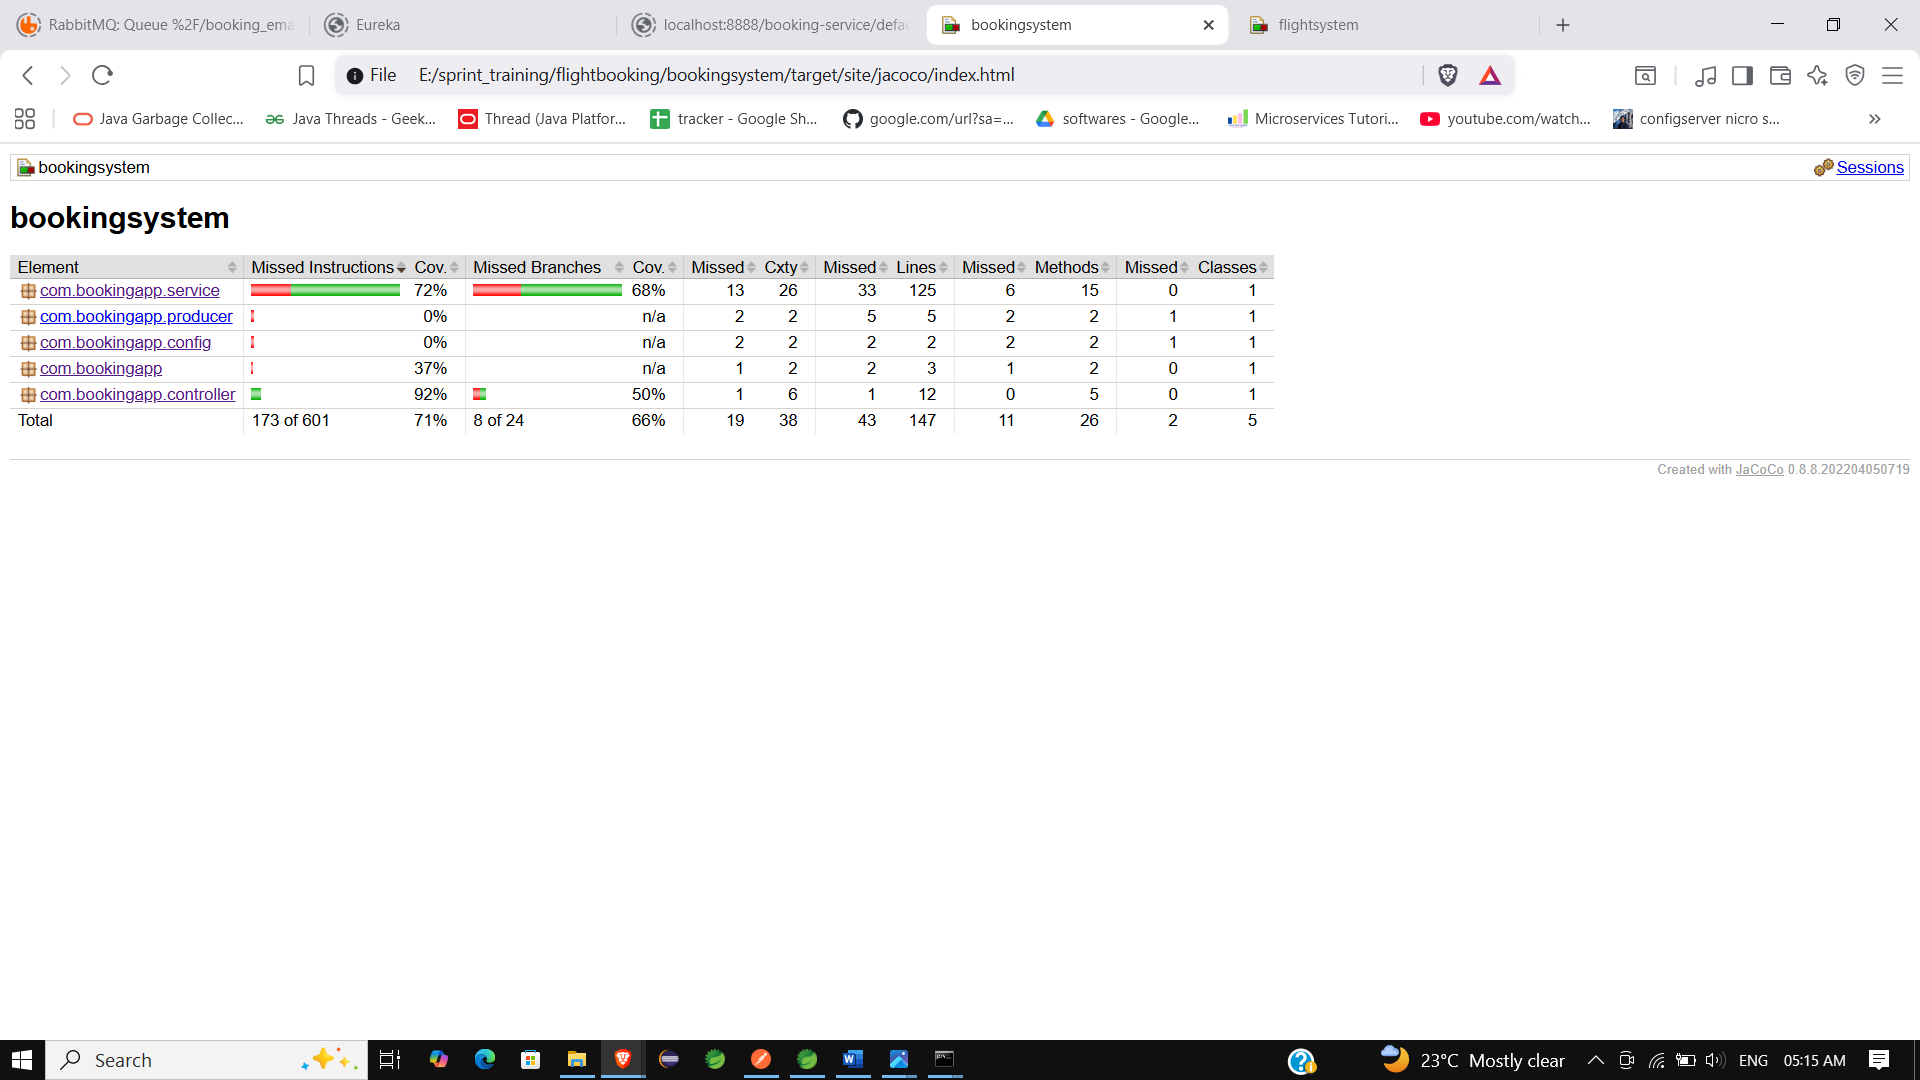 RabbitMQ: Queue %2F/booking_ema
Eureka
localhost:8888/booking-service/defau
bookingsystem
flightsystem
File E:/sprint_training/flightbooking/bookingsystem/target/site/jacoco/index.html
Java Garbage Collec...
Java Threads - Geek...
Thread (Java Platfor...
tracker - Google Sh...
google.com/url?sa=...
softwares - Google...
Microservices Tutori...
youtube.com/watch...
configserver nicro s...
bookingsystem
Sessions
bookingsystem
Element Missed Instructions Cov. Missed Branches Cov. Missed Cxty Missed Lines Missed Methods Missed Classes
com.bookingapp.service 72% 68% 13 26 33 125 6 15 0 1
com.bookingapp.producer 0% n/a 2 2 5 5 2 2 1 1
com.bookingapp.config 0% n/a 2 2 2 2 2 2 1 1
com.bookingapp 37% n/a 1 2 2 3 1 2 0 1
com.bookingapp.controller 92% 50% 1 6 1 12 0 5 0 1
Total 173 of 601 71% 8 of 24 66% 19 38 43 147 11 26 2 5
Created with JaCoCo 0.8.8.202204050719
Search
23°C Mostly clear
ENG
05:15 AM